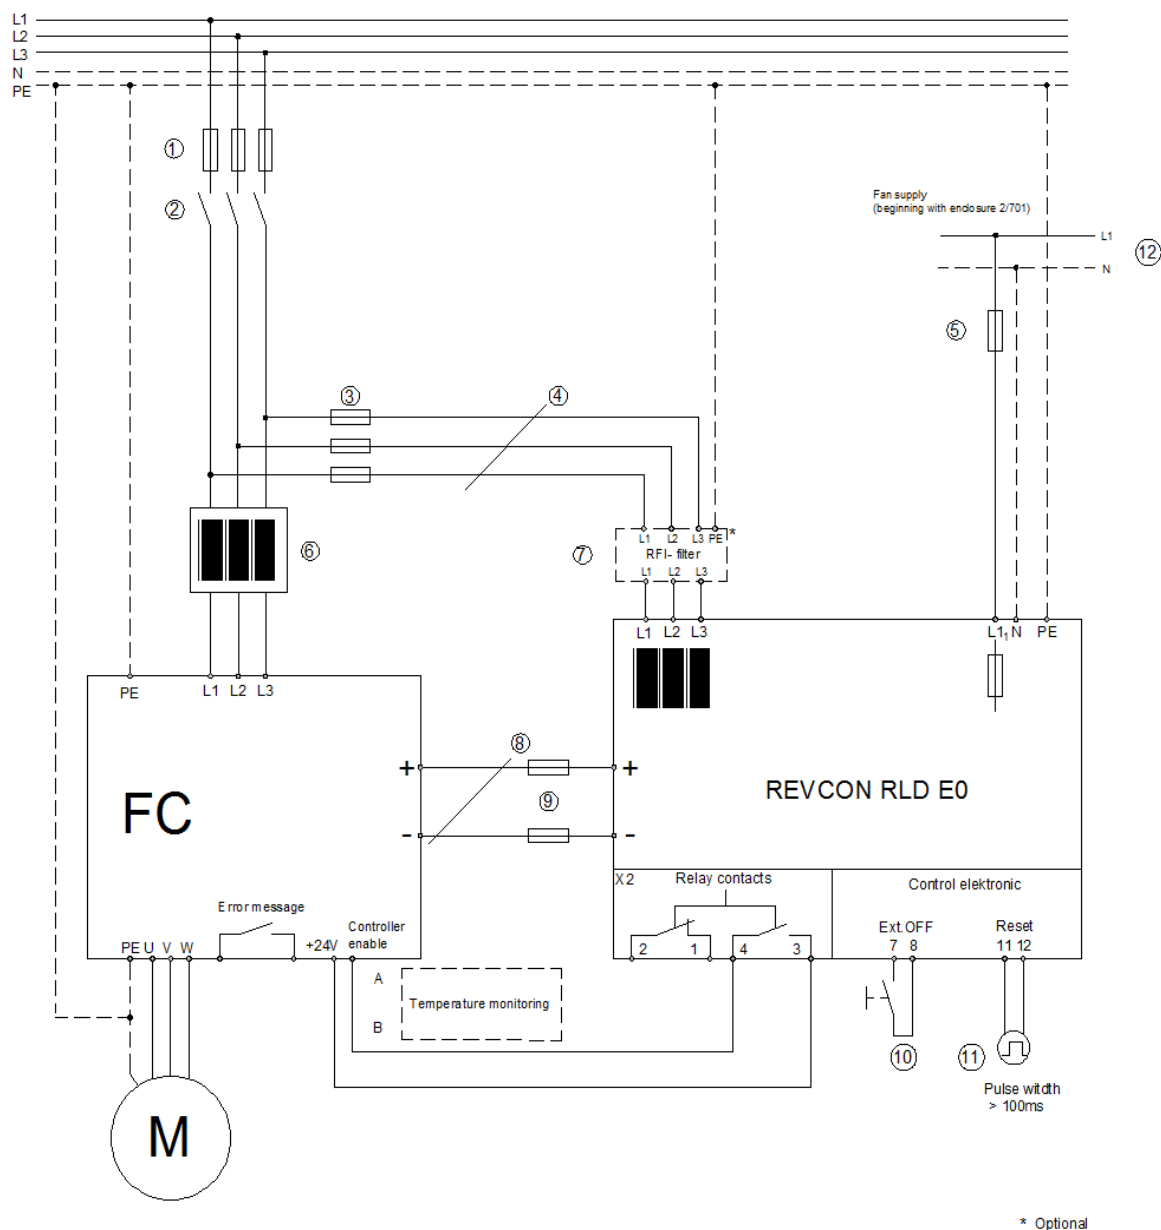 L1
L2
L3
N
PE
1
2
Fan supply
(beginning with endosure 2/701)
L1
12
N
5
3
4
6
7
L1 L2 L3 PE *
RFI- filter
L1 L2 L3
L1 L2 L3
L1₁ N PE
PE
L1 L2 L3
8
+
+
REVCON RLD E0
9
FC
-
-
X2
Relay contacts
Control elektronic
Error message
Controller
enable
+24V
Ext.OFF
Reset
PE U V W
2 1 4 3
7 8
11 12
A
Temperature monitoring
B
10
11
Pulse witdth
> 100ms
M
* Optional